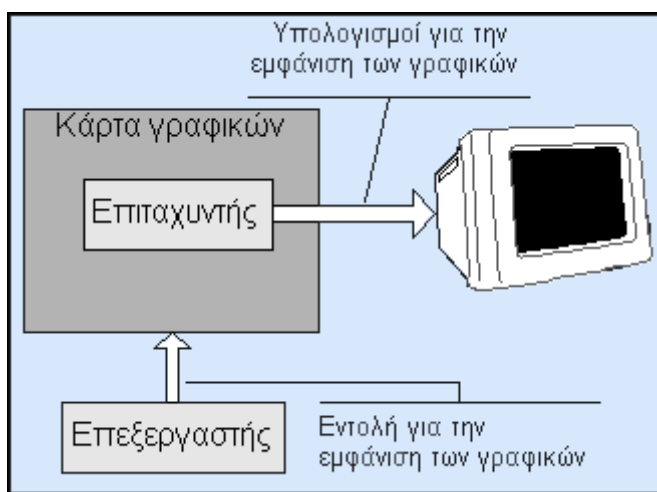 Υπολογισμοί για την
εμφάνιση των γραφικών
Κάρτα γραφικών
Επιταχυντής
Επεξεργαστής
Εντολή για την
εμφάνιση των γραφικών